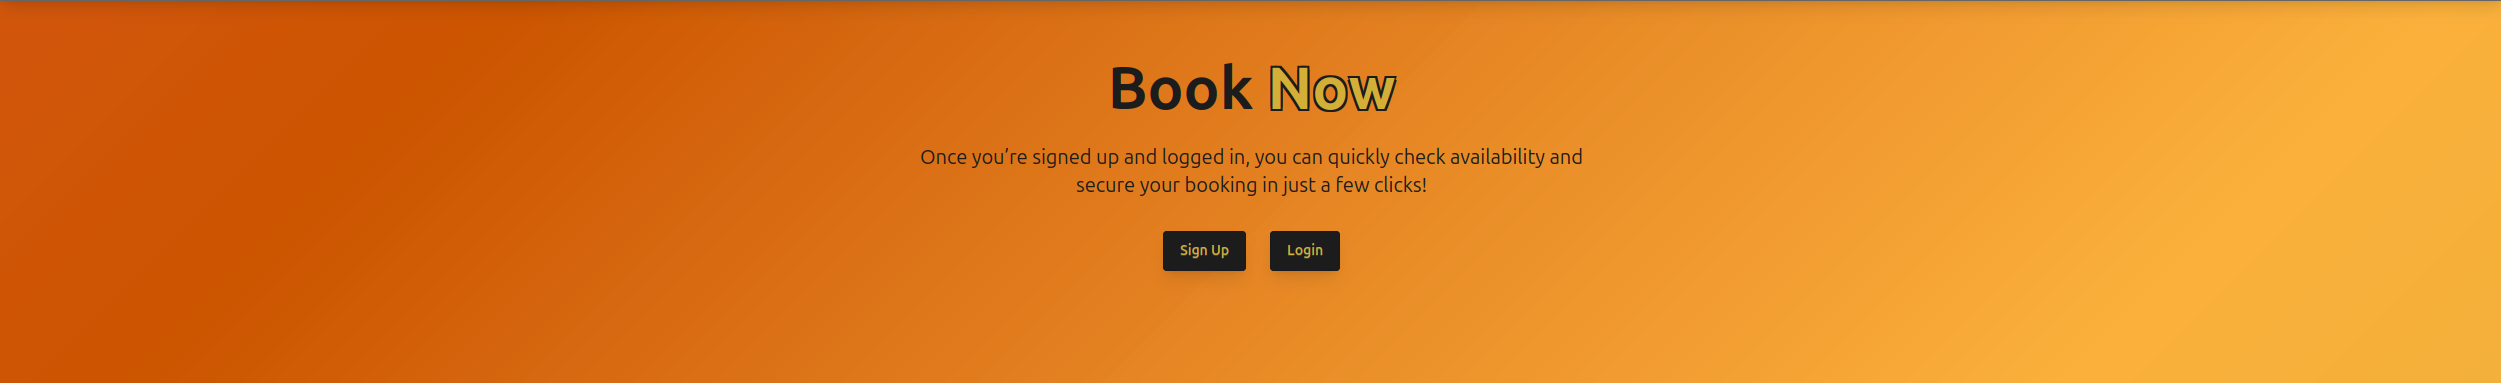 Book Now
Once you’re signed up and logged in, you can quickly check availability and
secure your booking in just a few clicks!
Sign Up Login